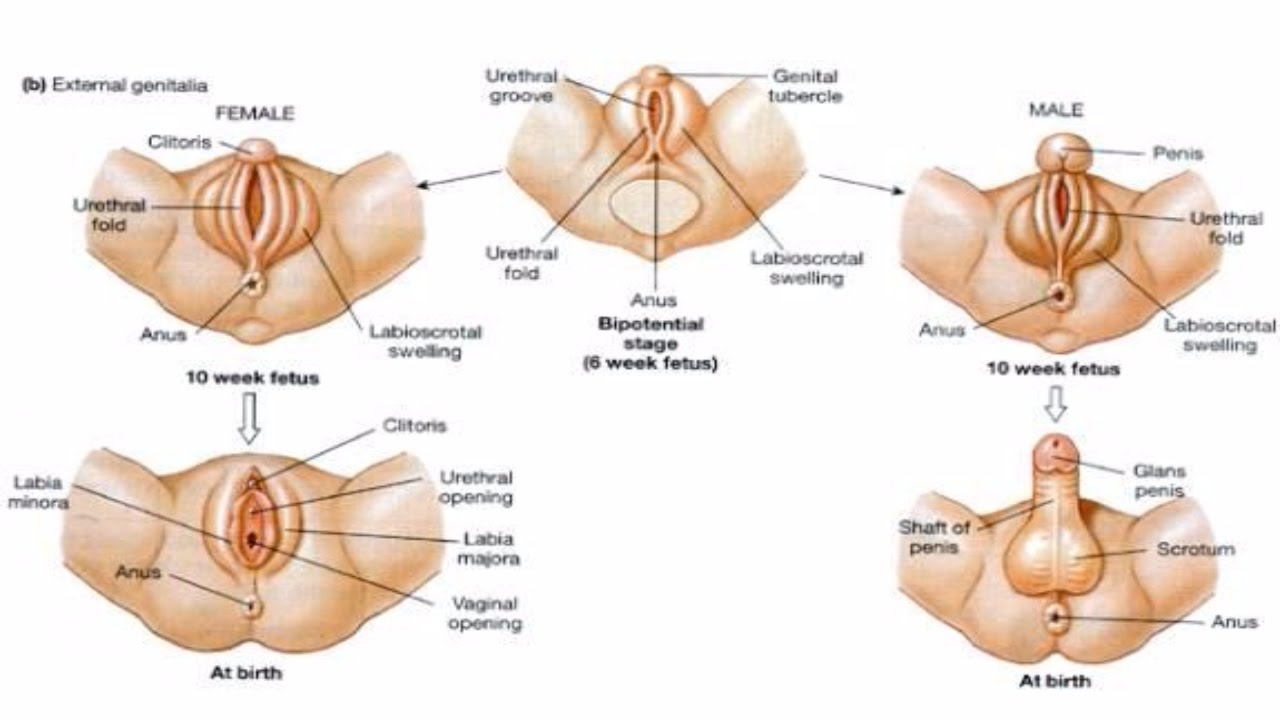 (b) External genitalia
FEMALE
Clitoris
Urethral
fold
Anus
Labioscrotal
swelling
10 week fetus
Urethral
groove
Genital
tubercle
Urethral
fold
Labioscrotal
swelling
Anus
Bipotential
stage
(6 week fetus)
MALE
Penis
Urethral
fold
Anus
Labioscrotal
swelling
10 week fetus
Clitoris
Labia
minora
Urethral
opening
Labia
majora
Anus
Vaginal
opening
At birth
Glans
penis
Shaft of
penis
Scrotum
Anus
At birth